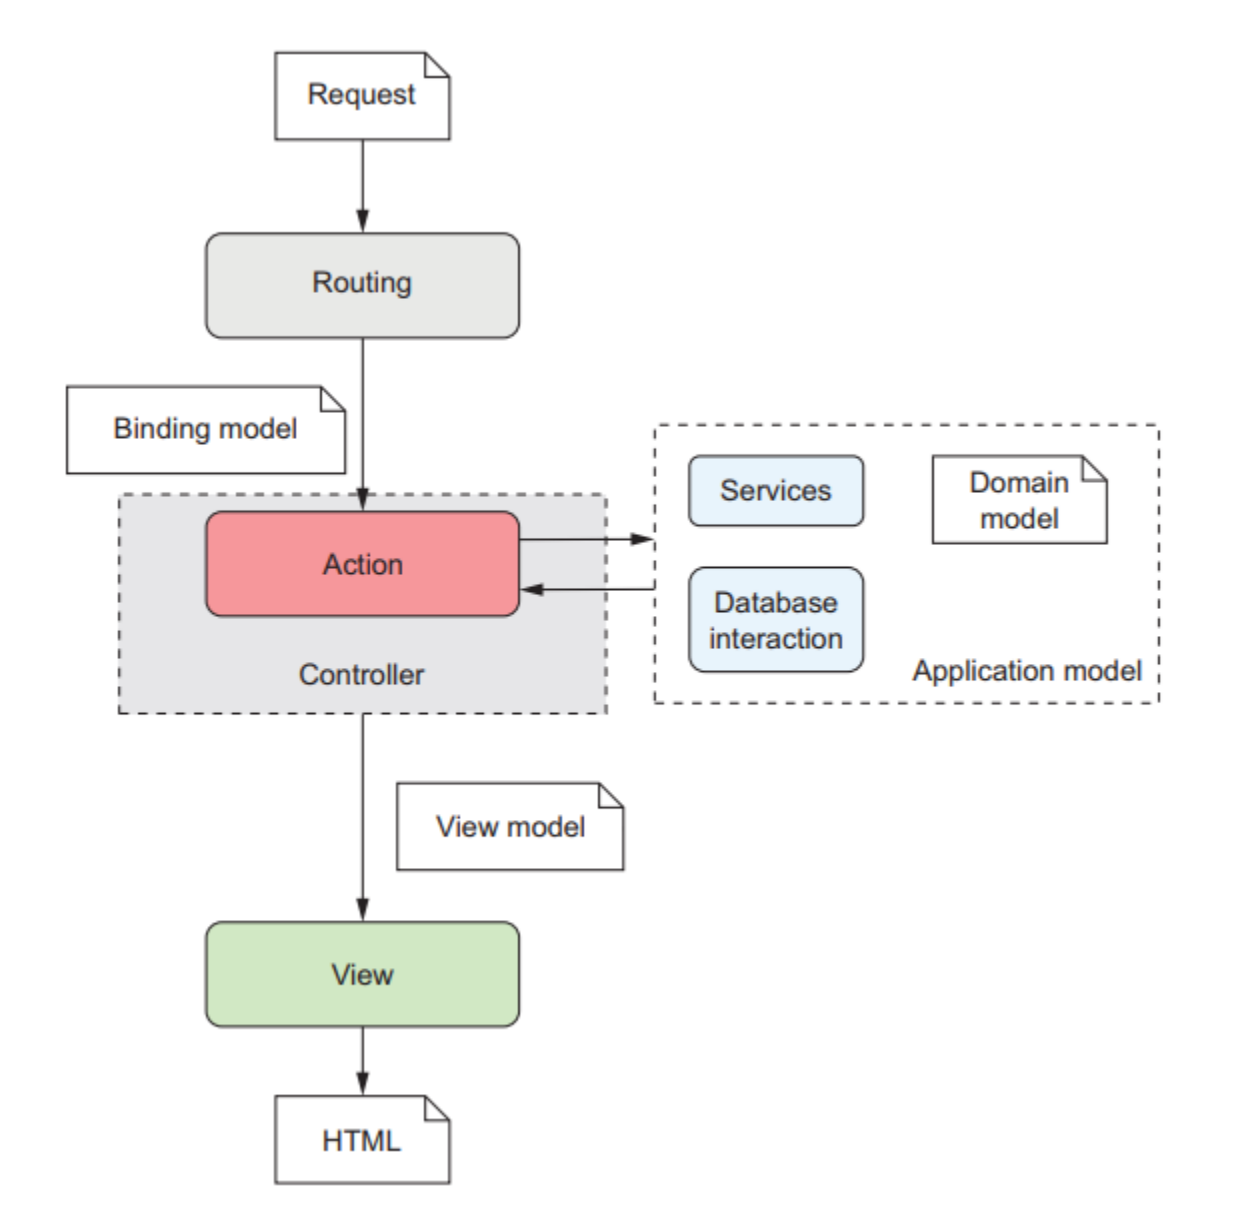 Request
Routing
Binding model
Services
Domain
model
Action
Database
interaction
Controller
Application model
View model
View
HTML